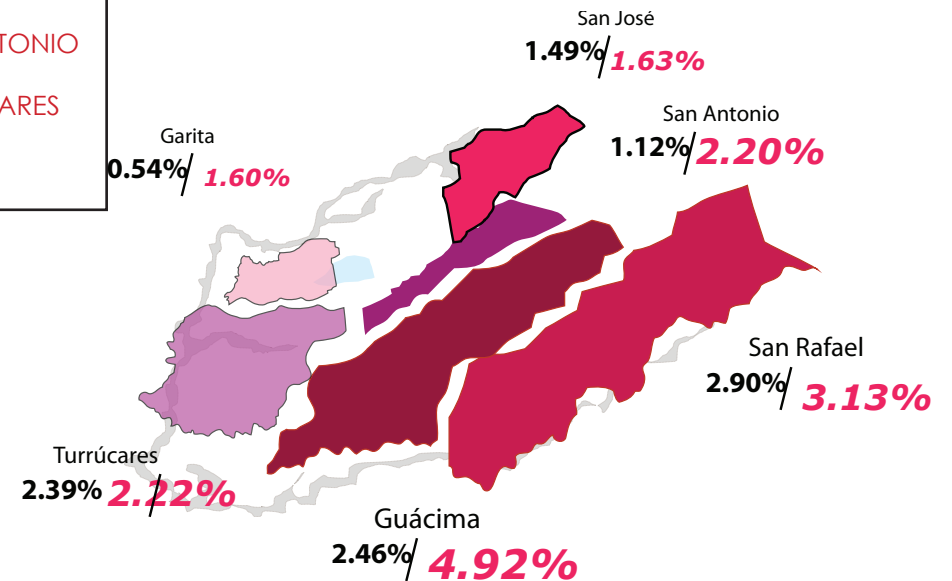 TONIO
ARES
San José
1.49%/1.63%
San Antonio
1.12%/2.20%
Garita
0.54%/ 1.60%
San Rafael
2.90%/ 3.13%
Turrúcares
2.39%/2.22%
Guácima
2.46%/ 4.92%